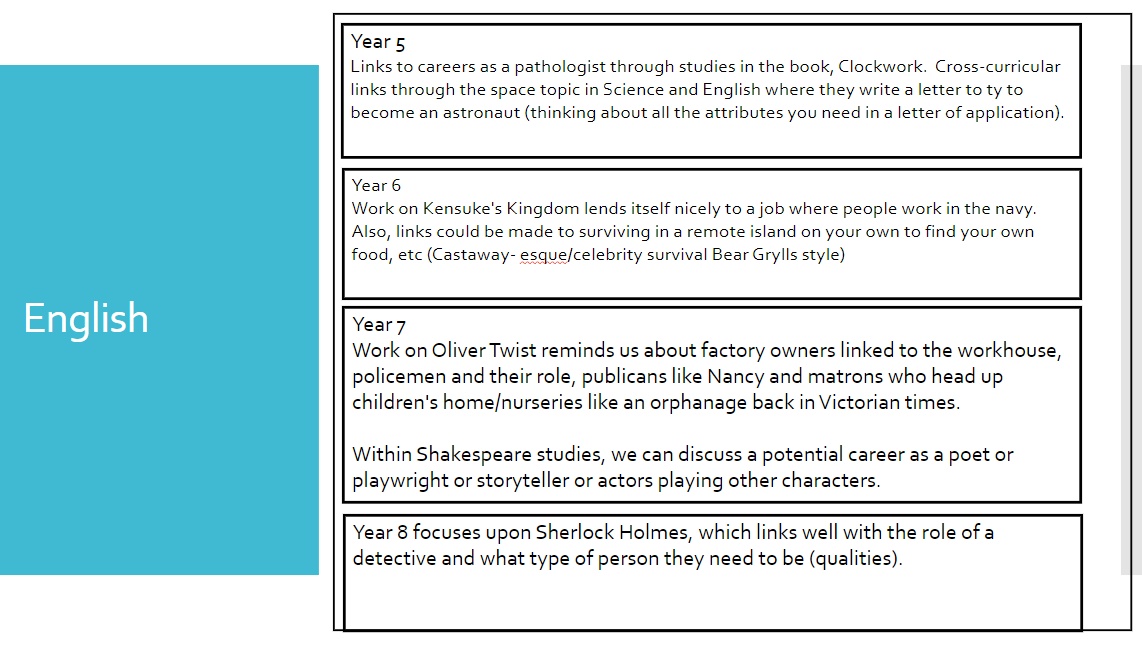 English
Year 5
Links to careers as a pathologist through studies in the book, Clockwork.  Cross-curricular
links through the space topic in Science and English where they write a letter to ty to
become an astronaut (thinking about all the attributes you need in a letter of application).
Year 6
Work on Kensuke's Kingdom lends itself nicely to a job where people work in the navy.
Also, links could be made to surviving in a remote island on your own to find your own
food, etc (Castaway- esque/celebrity survival Bear Grylls style)
Year 7
Work on Oliver Twist reminds us about factory owners linked to the workhouse,
policemen and their role, publicans like Nancy and matrons who head up
children's home/nurseries like an orphanage back in Victorian times.
Within Shakespeare studies, we can discuss a potential career as a poet or
playwright or storyteller or actors playing other characters.
Year 8 focuses upon Sherlock Holmes, which links well with the role of a
detective and what type of person they need to be (qualities).